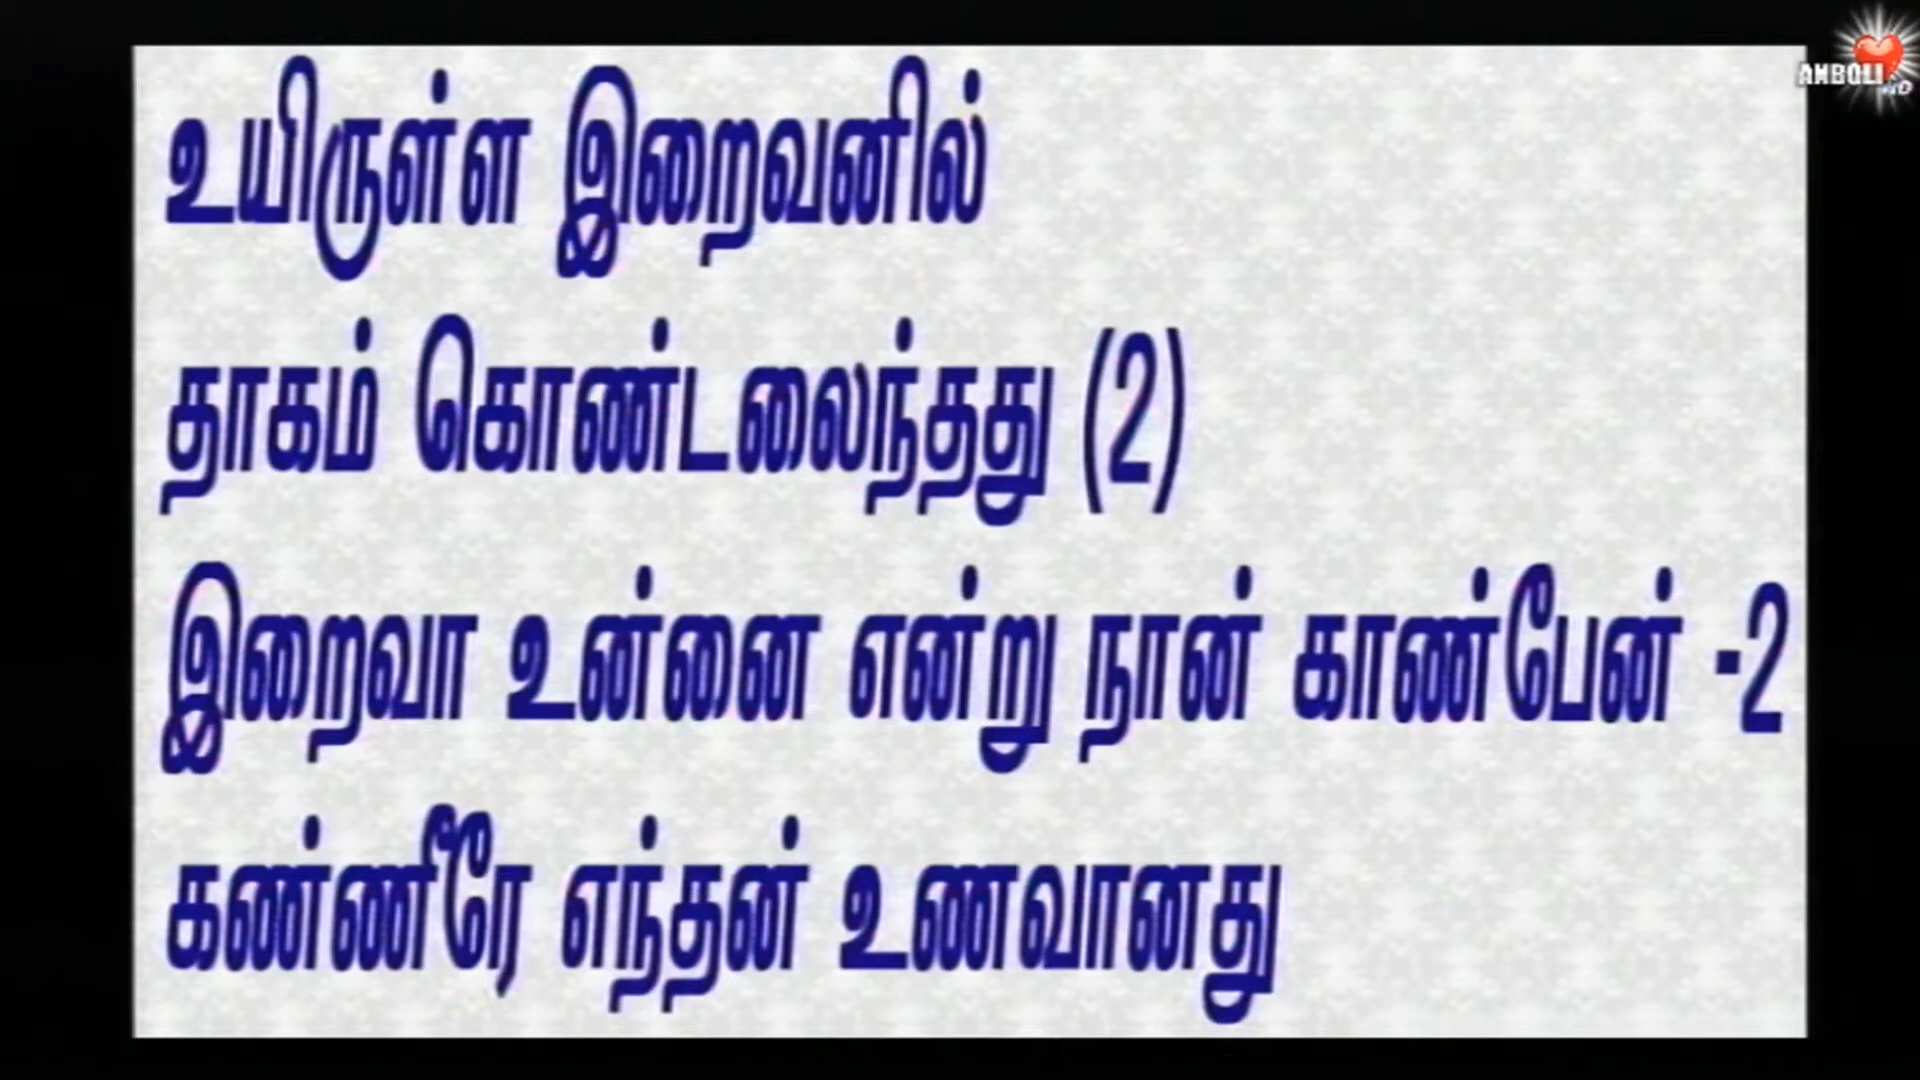 உயிருள்ள இறைவனில்
தாகம் கொண்டலைந்தது (2)
இறைவா உன்னை என்று நான் காண்பேன் -2
கண்ணீரே எந்தன் உணவானது
ANBOLI HD